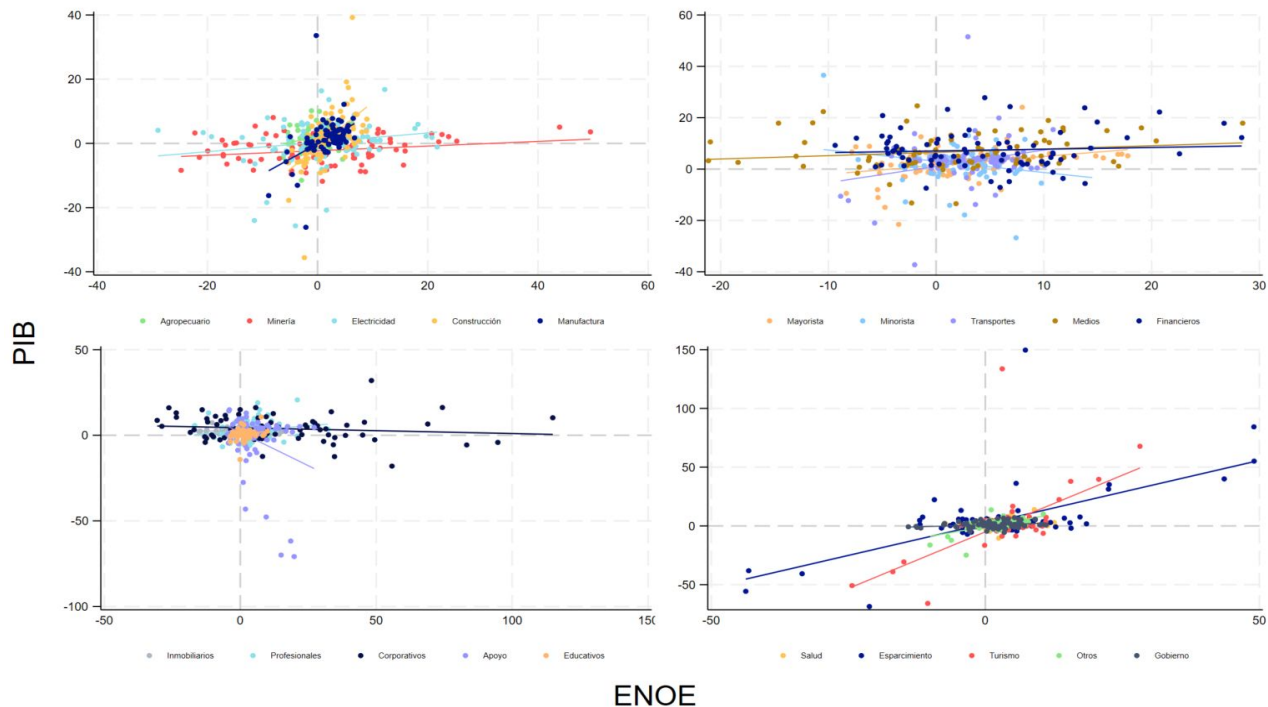 40
20
0
-20
-40
-40 -20 0 20 40 60
Agropecuario Minería Electricidad Construcción Manufactura
60
40
20
0
-20
-40
-20 -10 0 10 20 30
Mayorista Minorista Transportes Medios Financieros
PIB
50
0
-50
-100
-50 0 50 100
Inmobiliarios Profesionales Corporativos Apoyo Educativos
150
100
50
0
-50
-50 0 50
Salud Esparcimiento Turismo Otros Gobierno
ENOE